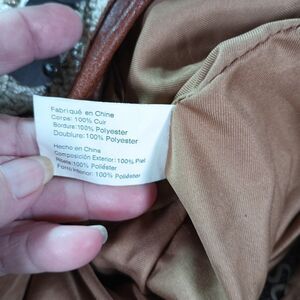 Fabriqué en Chine
Corps: 100% Cuir
Bordure:100% Polyester
Doublure:100% Polyester
Hecho en China
Composición Exterior:100% Piel
Ribete:100% Poliéster
Forro Interior: 100% Poliéster